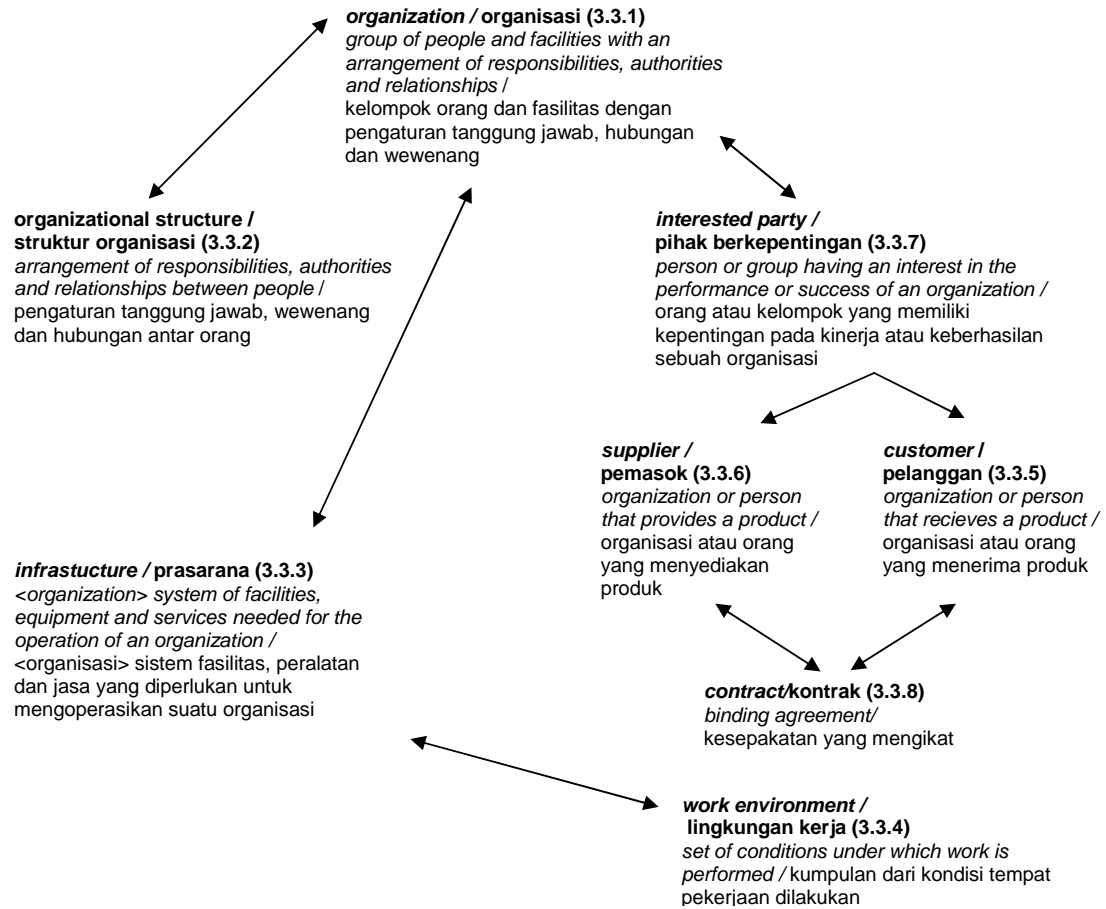 organization / organisasi (3.3.1)
group of people and facilities with an
arrangement of responsibilities, authorities
and relationships /
kelompok orang dan fasilitas dengan
pengaturan tanggung jawab, hubungan
dan wewenang
organizational structure /
struktur organisasi (3.3.2)
arrangement of responsibilities, authorities
and relationships between people /
pengaturan tanggung jawab, wewenang
dan hubungan antar orang
interested party /
pihak berkepentingan (3.3.7)
person or group having an interest in the
performance or success of an organization /
orang atau kelompok yang memiliki
kepentingan pada kinerja atau keberhasilan
sebuah organisasi
supplier /
pemasok (3.3.6)
organization or person
that provides a product /
organisasi atau orang
yang menyediakan
produk
customer /
pelanggan (3.3.5)
organization or person
that recieves a product /
organisasi atau orang
yang menerima produk
infrastucture / prasarana (3.3.3)
<organization> system of facilities,
equipment and services needed for the
operation of an organization /
<organisasi> sistem fasilitas, peralatan
dan jasa yang diperlukan untuk
mengoperasikan suatu organisasi
contract/kontrak (3.3.8)
binding agreement/
kesepakatan yang mengikat
work environment /
lingkungan kerja (3.3.4)
set of conditions under which work is
performed / kumpulan dari kondisi tempat
pekerjaan dilakukan